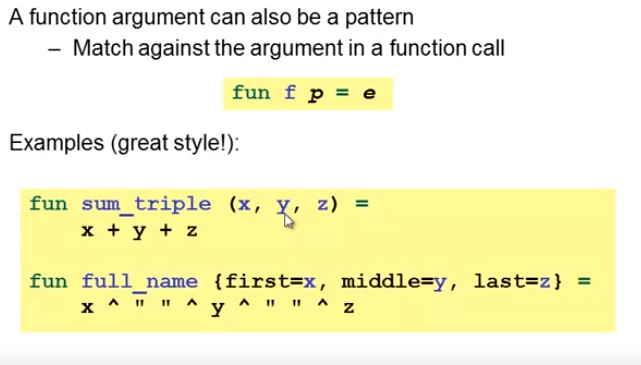 A function argument can also be a pattern
– Match against the argument in a function call
fun f p = e
Examples (great style!):
fun sum_triple (x, y, z) =
x + y + z
fun full_name {first=x, middle=y, last=z} =
x ^ " " ^ y ^ " " ^ z